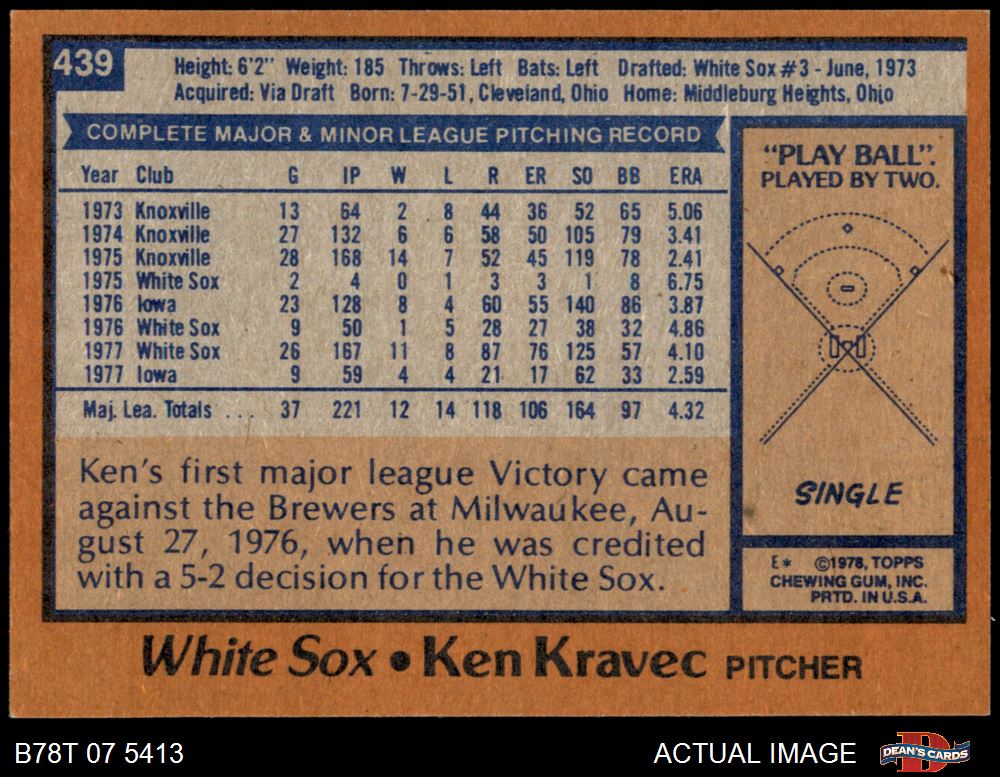 439
Height: 6'2" Weight: 185 Throws: Left Bats: Left Drafted: White Sox #3 - June, 1973
Acquired: Via Draft Born: 7-29-51, Cleveland, Ohio Home: Middleburg Heights, Ohio
COMPLETE MAJOR & MINOR LEAGUE PITCHING RECORD
Year Club G IP W L R ER SO BB ERA
1973 Knoxville 13 64 2 8 44 36 52 65 5.06
1974 Knoxville 27 132 6 6 58 50 105 79 3.41
1975 Knoxville 28 168 14 7 52 45 119 78 2.41
1975 White Sox 2 4 0 1 3 3 1 8 6.75
1976 Iowa 23 128 8 4 60 55 140 86 3.87
1976 White Sox 9 50 1 5 28 27 38 32 4.86
1977 White Sox 26 167 11 8 87 76 125 57 4.10
1977 Iowa 9 59 4 4 21 17 62 33 2.59
Maj. Lea. Totals ... 37 221 12 14 118 106 164 97 4.32
Ken's first major league Victory came
against the Brewers at Milwaukee, Au-
gust 27, 1976, when he was credited
with a 5-2 decision for the White Sox.
"PLAY BALL".
PLAYED BY TWO.
SINGLE
E* ©1978, TOPPS
CHEWING GUM, INC.
PRTD. IN U.S.A.
White Sox • Ken Kravec PITCHER
B78T 07 5413 ACTUAL IMAGE DEAN'S CARDS